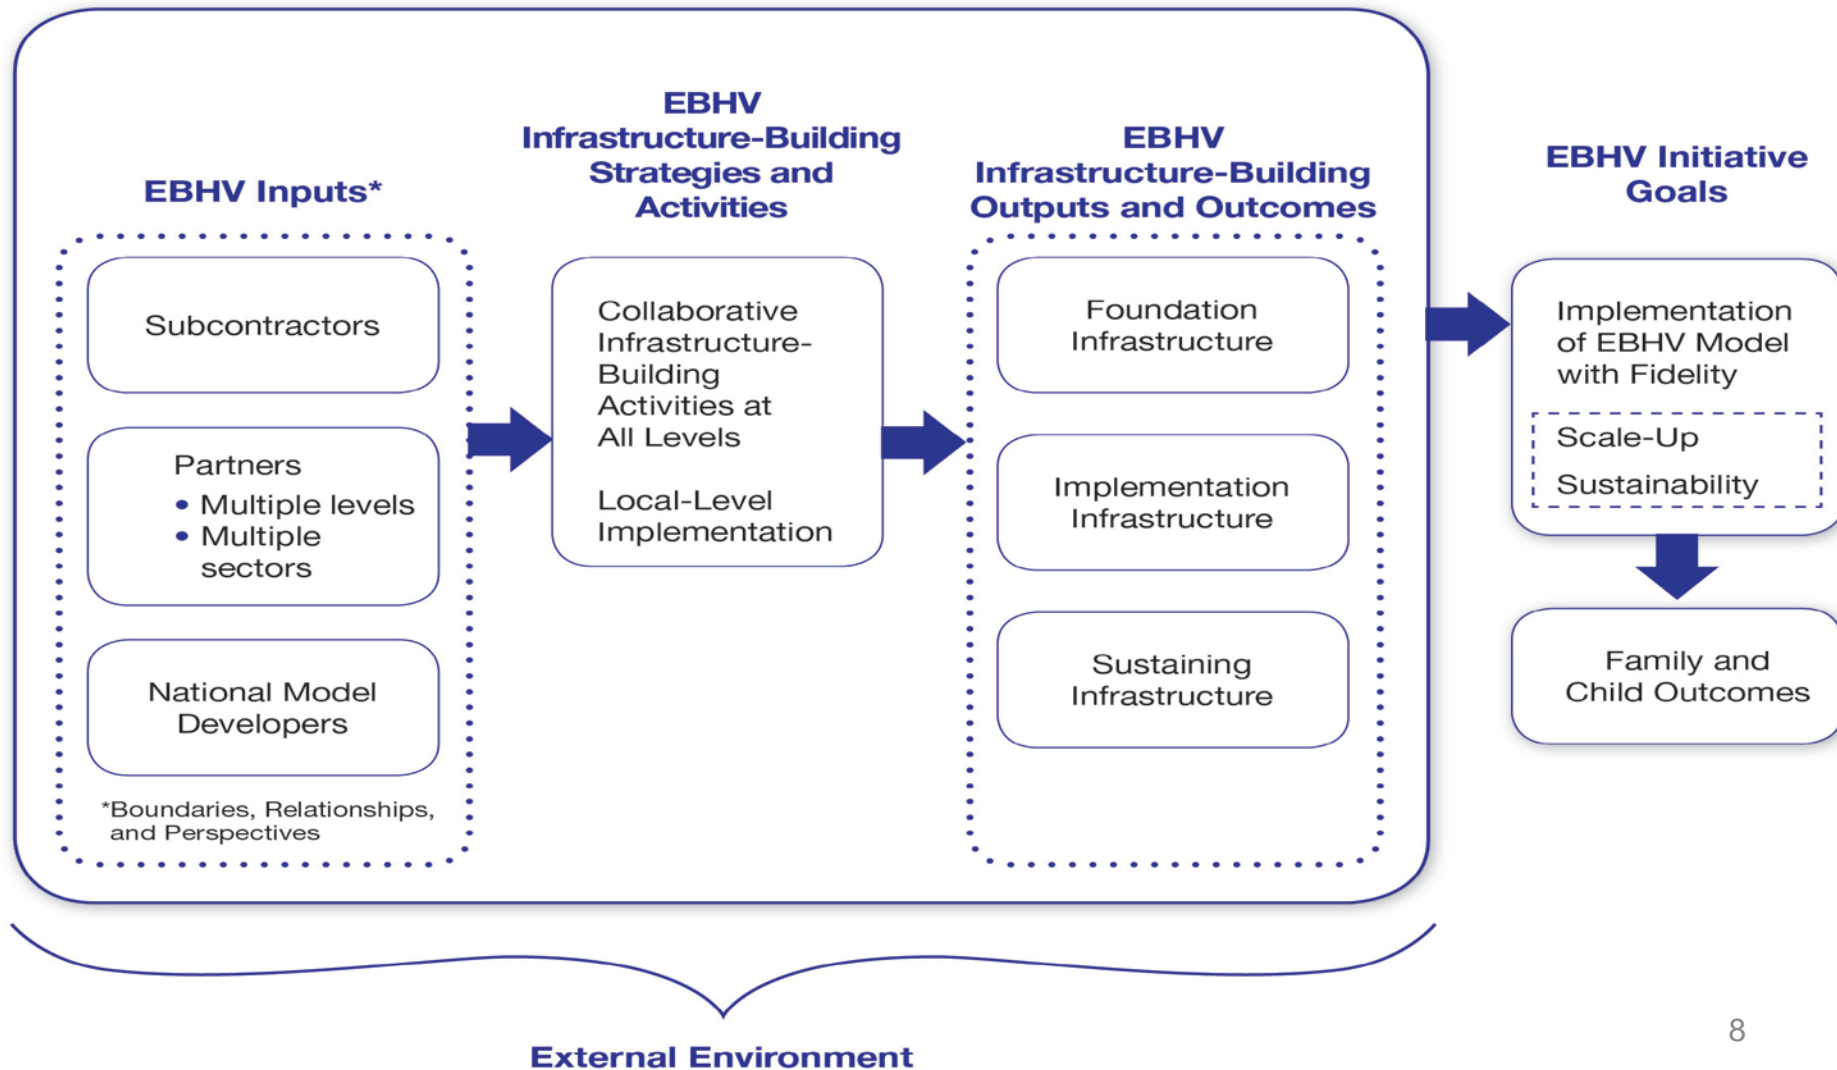 EBHV Inputs*
Subcontractors
Partners
• Multiple levels
• Multiple
sectors
National Model
Developers
*Boundaries, Relationships,
and Perspectives
EBHV
Infrastructure-Building
Strategies and
Activities
Collaborative
Infrastructure-
Building
Activities at
All Levels
Local-Level
Implementation
EBHV
Infrastructure-Building
Outputs and Outcomes
Foundation
Infrastructure
Implementation
Infrastructure
Sustaining
Infrastructure
EBHV Initiative
Goals
Implementation
of EBHV Model
with Fidelity
Scale-Up
Sustainability
Family and
Child Outcomes
External Environment
8